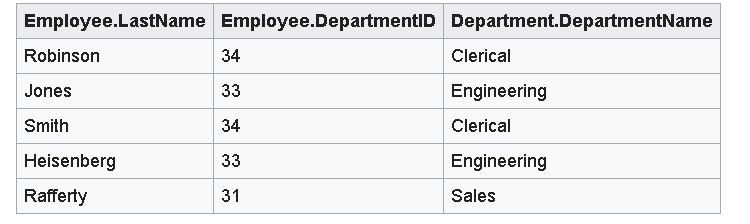 Employee.LastName Employee.DepartmentID Department.DepartmentName
Robinson 34 Clerical
Jones 33 Engineering
Smith 34 Clerical
Heisenberg 33 Engineering
Rafferty 31 Sales